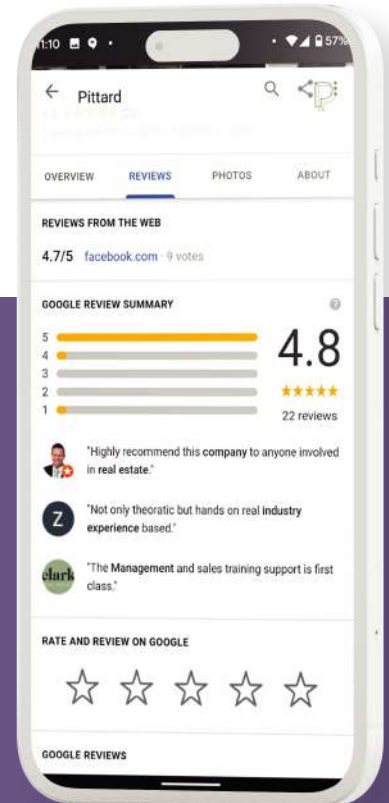 1:10 57%
Pittard
OVERVIEW REVIEWS PHOTOS ABOUT
REVIEWS FROM THE WEB
4.7/5 facebook.com · 9 votes
GOOGLE REVIEW SUMMARY
5
4
3
2
1
4.8
22 reviews
"Highly recommend this company to anyone involved
in real estate."
Z
"Not only theoratic but hands on real industry
experience based."
clark
"The Management and sales training support is first
class."
RATE AND REVIEW ON GOOGLE
GOOGLE REVIEWS